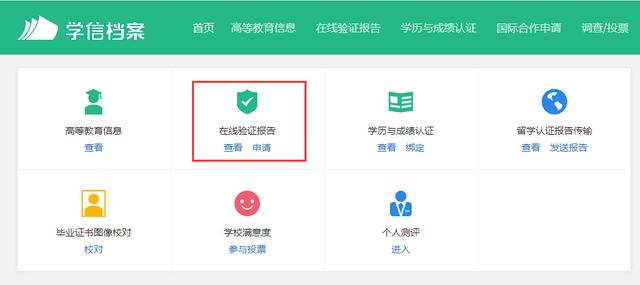 学信档案 首页 高等教育信息 在线验证报告 学历与成绩认证 国际合作申请 调查/投票
高等教育信息 在线验证报告 学历与成绩认证 留学认证报告传输
查看 查看 申请 查看 绑定 查看 发送报告
毕业证书图像校对 学校满意度 个人测评
校对 参与投票 进入